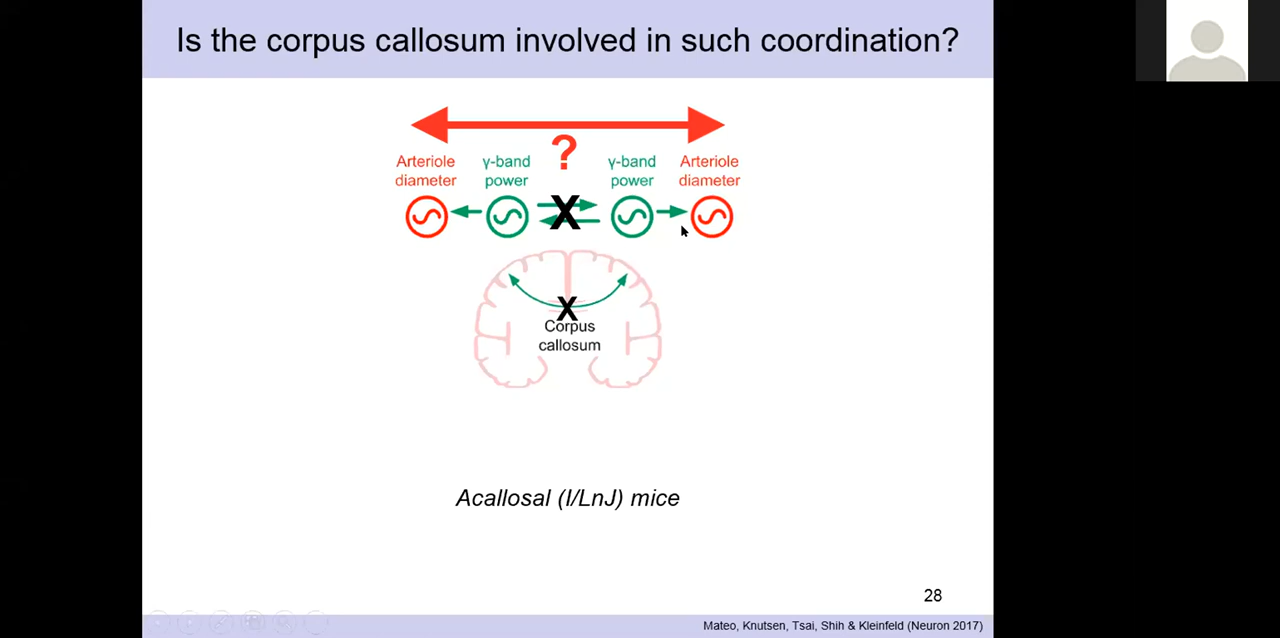 Is the corpus callosum involved in such coordination?
?
Arteriole γ-band γ-band Arteriole
diameter power power diameter
X
X
Corpus
callosum
Acallosal (I/LnJ) mice
28
Mateo, Knutsen, Tsai, Shih & Kleinfeld (Neuron 2017)